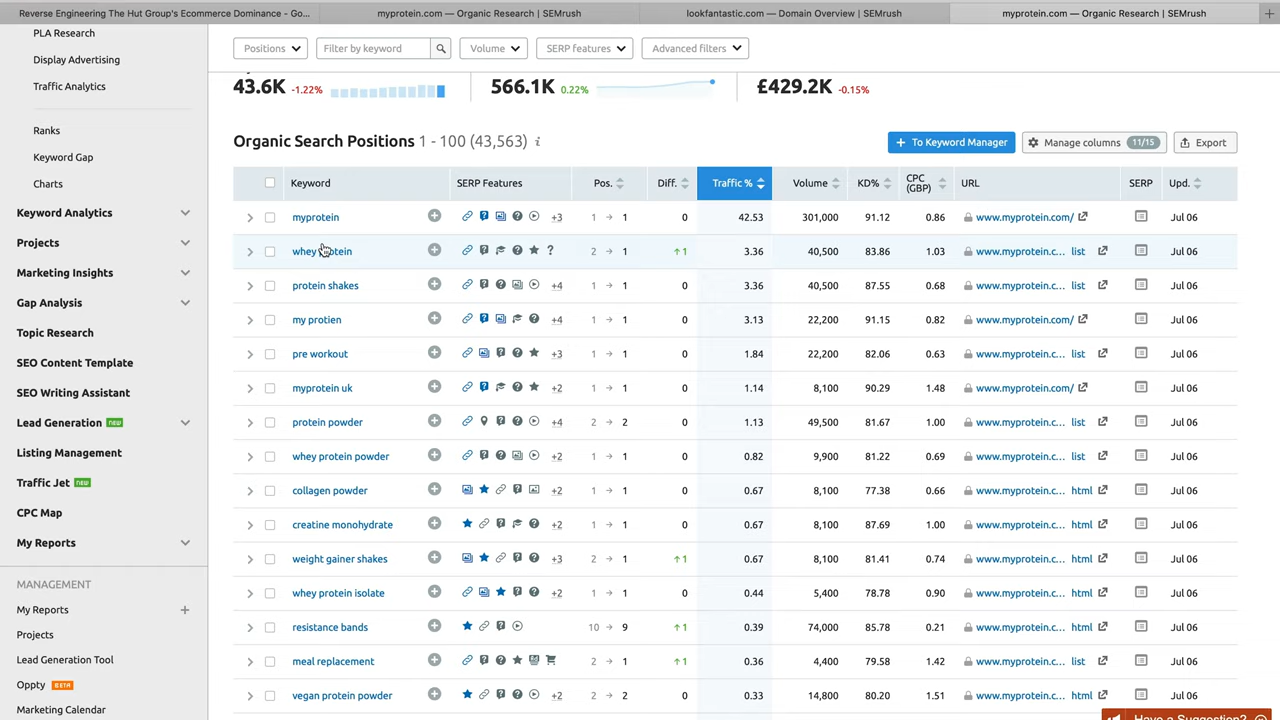 Reverse Engineering The Hut Group's Ecommerce Dominance - Go...
myprotein.com — Organic Research | SEMrush
lookfantastic.com — Domain Overview | SEMrush
myprotein.com — Organic Research | SEMrush
PLA Research
Display Advertising
Traffic Analytics
Ranks
Keyword Gap
Charts
Keyword Analytics
Projects
Marketing Insights
Gap Analysis
Topic Research
SEO Content Template
SEO Writing Assistant
Lead Generation new
Listing Management
Traffic Jet new
CPC Map
My Reports
MANAGEMENT
My Reports +
Projects
Lead Generation Tool
Oppty BETA
Marketing Calendar
Positions Filter by keyword Volume SERP features Advanced filters
43.6K -1.22% 566.1K 0.22% £429.2K -0.15%
Organic Search Positions 1 - 100 (43,563) i
+ To Keyword Manager Manage columns 11/15 Export
Keyword SERP Features Pos. Diff. Traffic % Volume KD% CPC (GBP) URL SERP Upd.
myprotein +3 1 → 1 0 42.53 301,000 91.12 0.86 www.myprotein.com/ Jul 06
whey protein 2 → 1 ↑1 3.36 40,500 83.86 1.03 www.myprotein.c... list Jul 06
protein shakes +4 1 → 1 0 3.36 40,500 87.55 0.68 www.myprotein.c... list Jul 06
my protien +4 1 → 1 0 3.13 22,200 91.15 0.82 www.myprotein.com/ Jul 06
pre workout +3 1 → 1 0 1.84 22,200 82.06 0.63 www.myprotein.c... list Jul 06
myprotein uk +2 1 → 1 0 1.14 8,100 90.29 1.48 www.myprotein.com/ Jul 06
protein powder +4 2 → 2 0 1.13 49,500 81.67 1.00 www.myprotein.c... list Jul 06
whey protein powder +2 1 → 1 0 0.82 9,900 81.22 0.69 www.myprotein.c... list Jul 06
collagen powder +2 1 → 1 0 0.67 8,100 77.38 0.66 www.myprotein.c... html Jul 06
creatine monohydrate +2 1 → 1 0 0.67 8,100 87.69 1.00 www.myprotein.c... html Jul 06
weight gainer shakes +3 2 → 1 ↑1 0.67 8,100 81.41 0.74 www.myprotein.c... html Jul 06
whey protein isolate +2 1 → 1 0 0.44 5,400 78.78 0.90 www.myprotein.c... html Jul 06
resistance bands 10 → 9 ↑1 0.39 74,000 85.78 0.21 www.myprotein.c... html Jul 06
meal replacement 2 → 1 ↑1 0.36 4,400 79.58 1.42 www.myprotein.c... list Jul 06
vegan protein powder +2 2 → 2 0 0.33 14,800 80.20 1.51 www.myprotein.c... html Jul 06
Have a Suggestion?